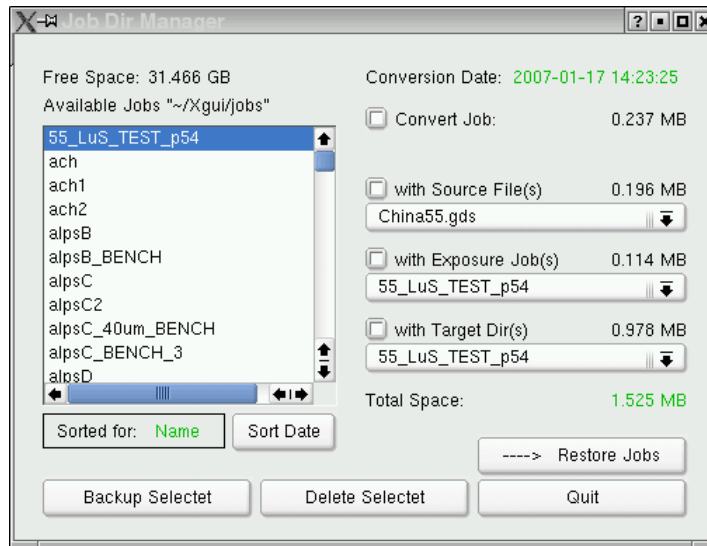 Job Dir Manager
Free Space: 31.466 GB
Available Jobs "~/Xgui/jobs"
55_LuS_TEST_p54
ach
ach1
ach2
alpsB
alpsB_BENCH
alpsC
alpsC2
alpsC_40um_BENCH
alpsC_BENCH_3
alpsD
Sorted for: Name
Sort Date
Conversion Date: 2007-01-17 14:23:25
Convert Job: 0.237 MB
with Source File(s) 0.196 MB
China55.gds
with Exposure Job(s) 0.114 MB
55_LuS_TEST_p54
with Target Dir(s) 0.978 MB
55_LuS_TEST_p54
Total Space: 1.525 MB
----> Restore Jobs
Backup Selectet
Delete Selectet
Quit